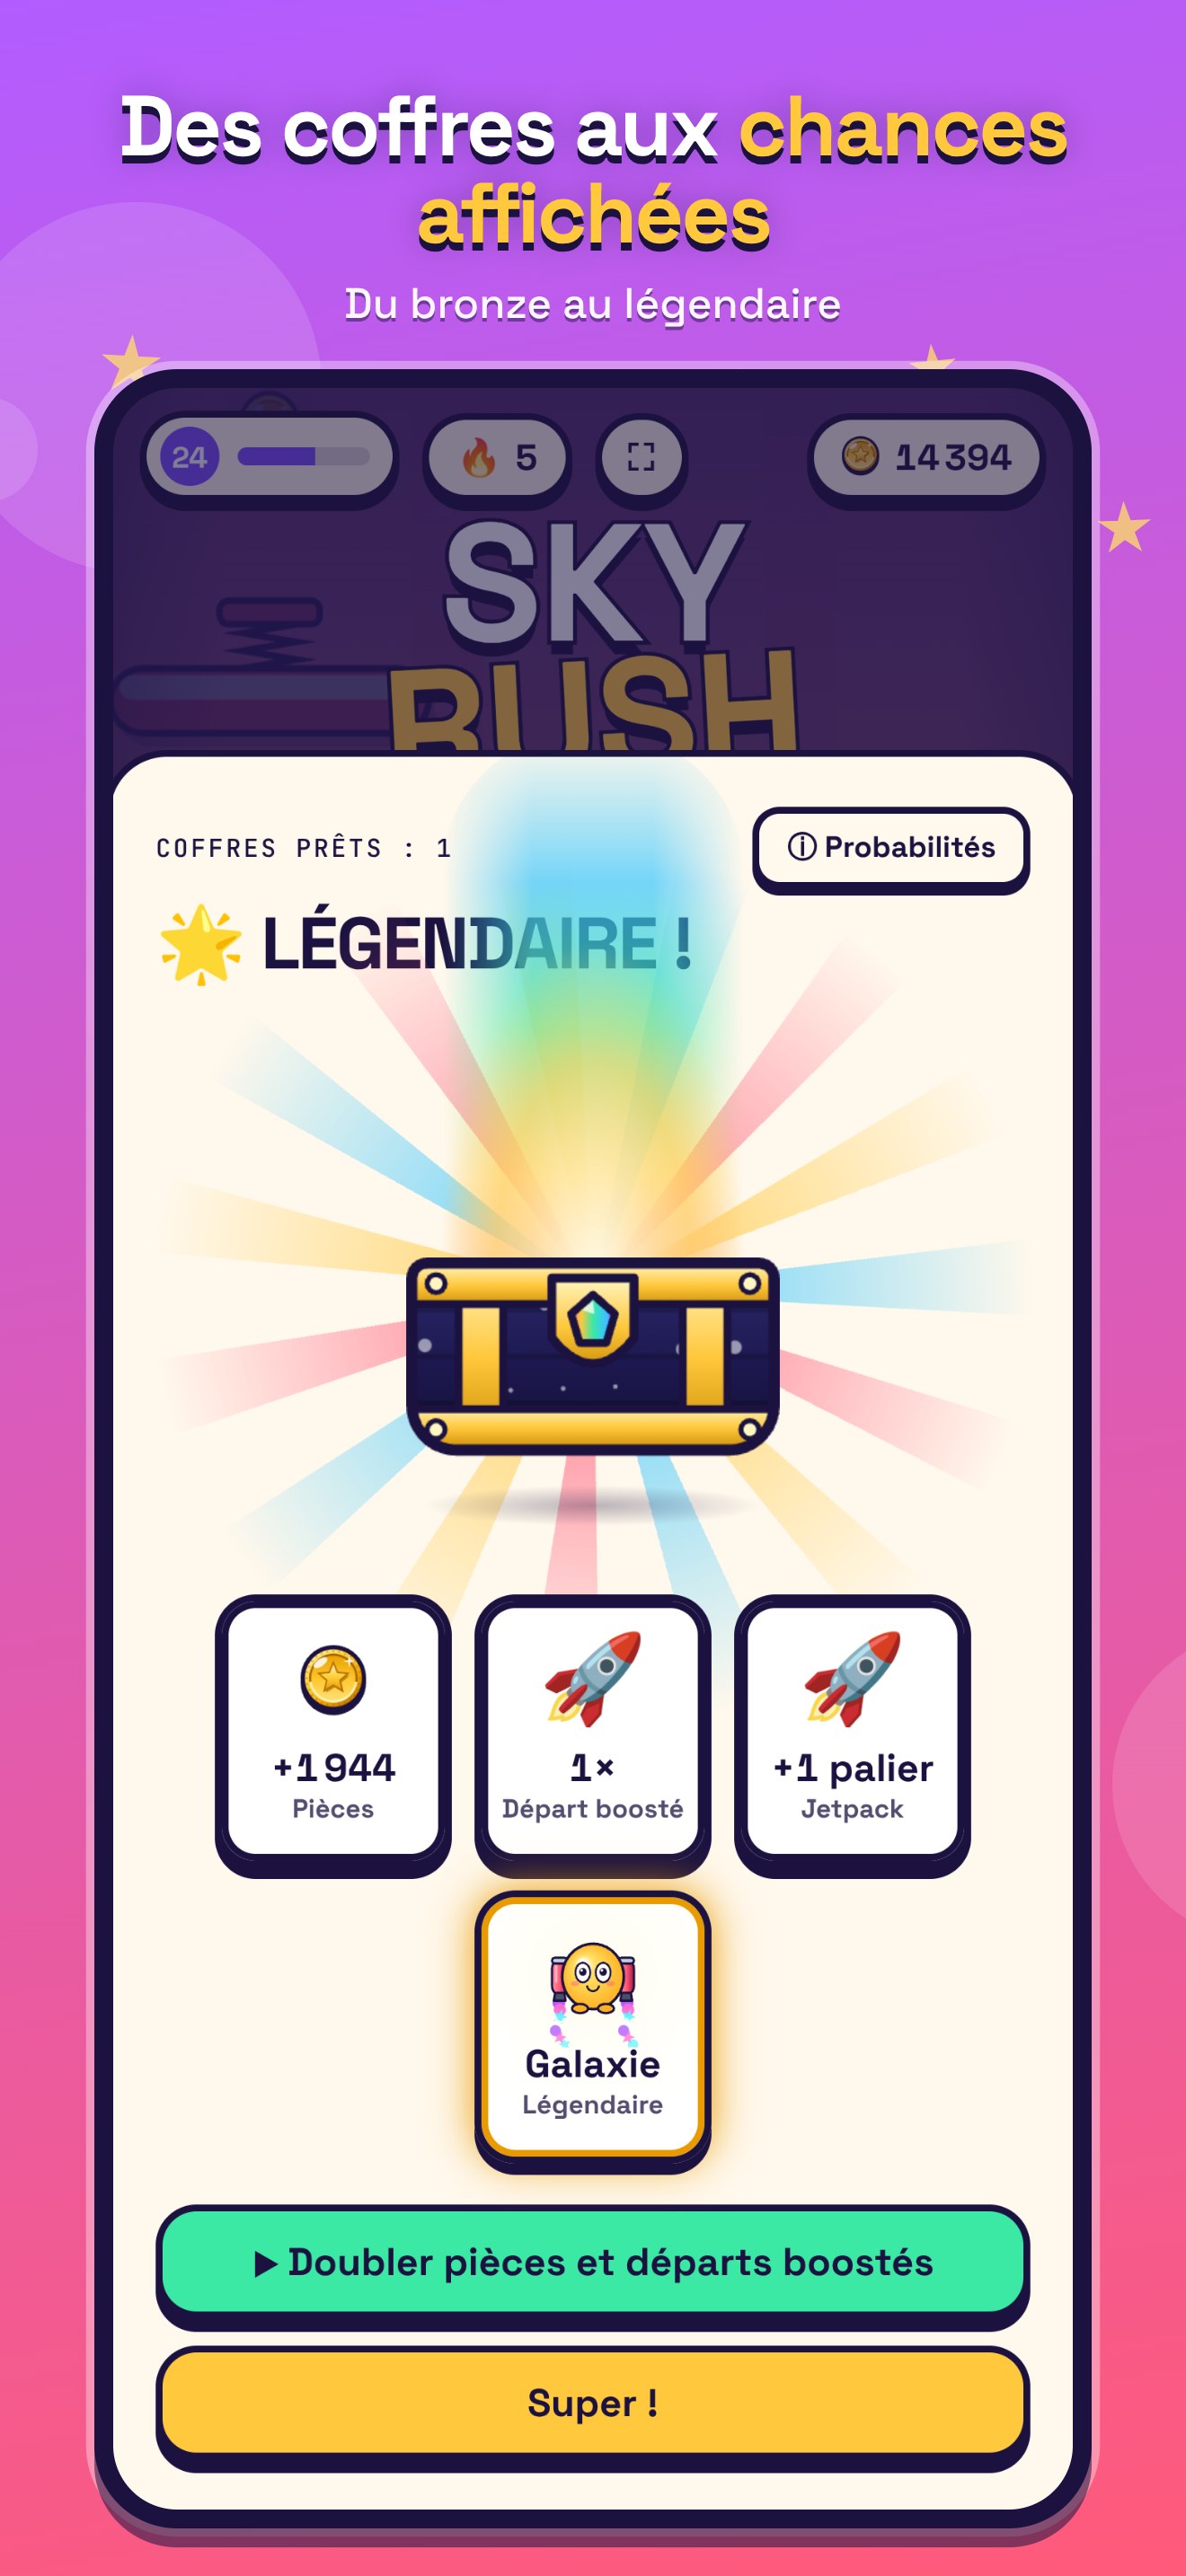 Des coffres aux chances
affichées
Du bronze au légendaire
24
5
14 394
SKY
RUSH
COFFRES PRÊTS : 1
ⓘ Probabilités
LÉGENDAIRE !
+1 944
Pièces
1×
Départ boosté
+1 palier
Jetpack
Galaxie
Légendaire
▶ Doubler pièces et départs boostés
Super !